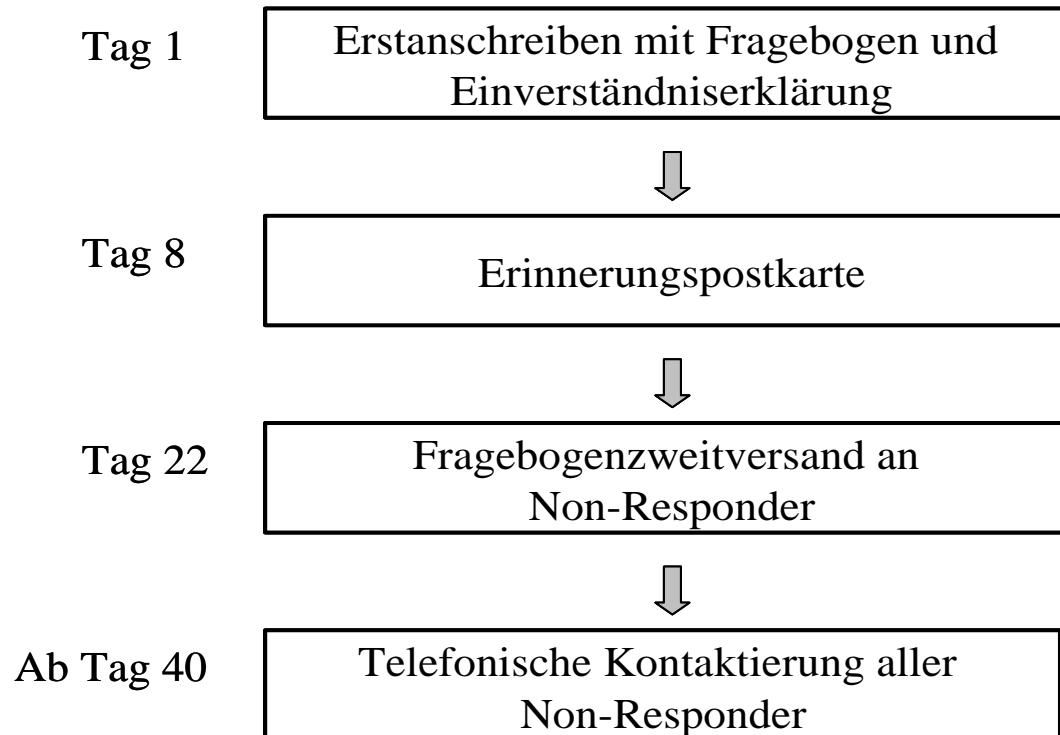 Tag 1
Erstanschreiben mit Fragebogen und
Einverständniserklärung
Tag 8
Erinnerungspostkarte
Tag 22
Fragebogenzweitversand an
Non-Responder
Ab Tag 40
Telefonische Kontaktierung aller
Non-Responder